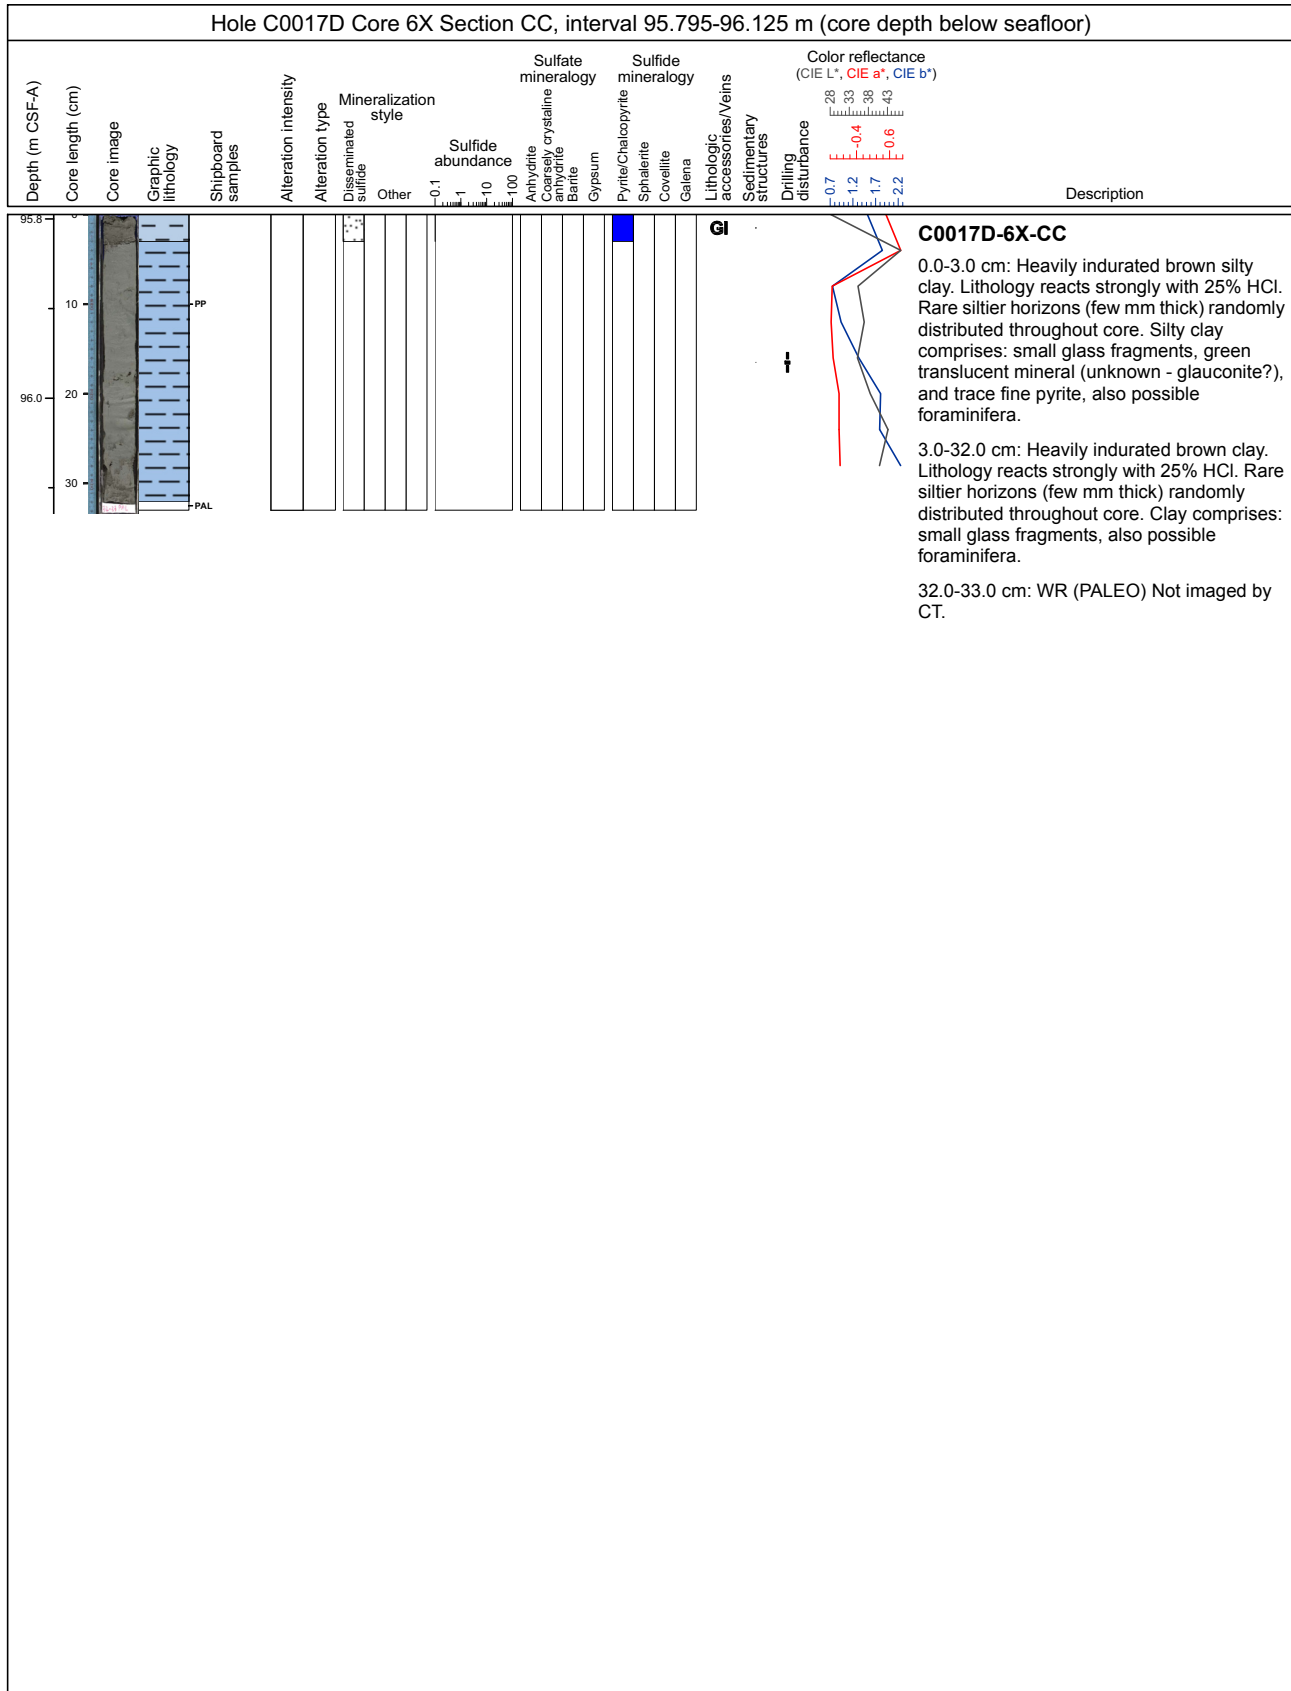 Hole C0017D Core 6X Section CC, interval 95.795-96.125 m (core depth below seafloor)
Depth (m CSF-A)
Core length (cm)
Core image
Graphic
lithology
Shipboard
samples
Alteration intensity
Alteration type
Mineralization
style
Disseminated
sulfide
Other
Sulfide
abundance
0.1
1
10
100
Sulfate
mineralogy
Anhydrite
Coarsely crystaline
anhydrite
Barite
Gypsum
Sulfide
mineralogy
Pyrite/Chalcopyrite
Sphalerite
Covellite
Galena
Lithologic
accessories/Veins
Sedimentary
structures
Drilling
disturbance
Color reflectance
(CIE L*, CIE a*, CIE b*)
28
33
38
43
-0.4
-0.6
0.7
1.2
1.7
2.2
Description
95.8
96.0
0
10
20
30
PP
PAL
Gl
C0017D-6X-CC
0.0-3.0 cm: Heavily indurated brown silty
clay. Lithology reacts strongly with 25% HCl.
Rare siltier horizons (few mm thick) randomly
distributed throughout core. Silty clay
comprises: small glass fragments, green
translucent mineral (unknown - glauconite?),
and trace fine pyrite, also possible
foraminifera.
3.0-32.0 cm: Heavily indurated brown clay.
Lithology reacts strongly with 25% HCl. Rare
siltier horizons (few mm thick) randomly
distributed throughout core. Clay comprises:
small glass fragments, also possible
foraminifera.
32.0-33.0 cm: WR (PALEO) Not imaged by
CT.